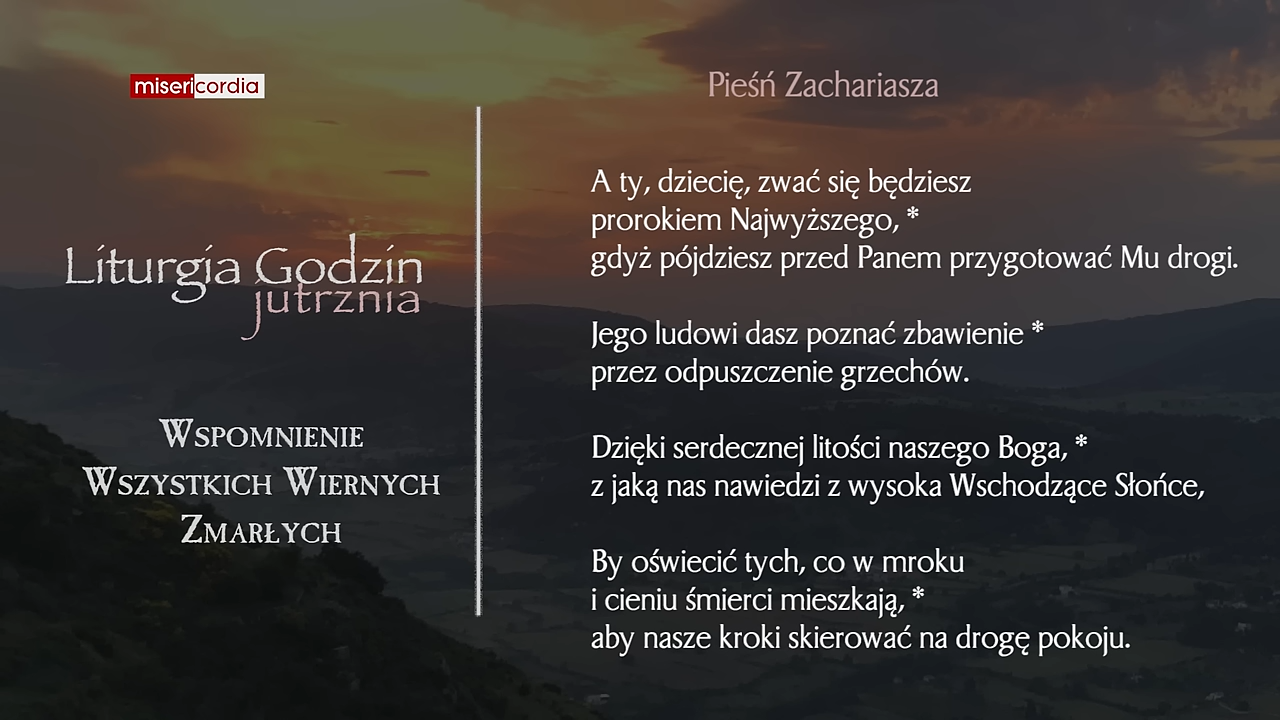 misericordia
Liturgia Godzin
jutrznia
Wspomnienie
Wszystkich Wiernych
Zmarłych
Pieśń Zachariasza
A ty, dziecię, zwać się będziesz
prorokiem Najwyższego, *
gdyż pójdziesz przed Panem przygotować Mu drogi.
Jego ludowi dasz poznać zbawienie *
przez odpuszczenie grzechów.
Dzięki serdecznej litości naszego Boga, *
z jaką nas nawiedzi z wysoka Wschodzące Słońce,
By oświecić tych, co w mroku
i cieniu śmierci mieszkają, *
aby nasze kroki skierować na drogę pokoju.